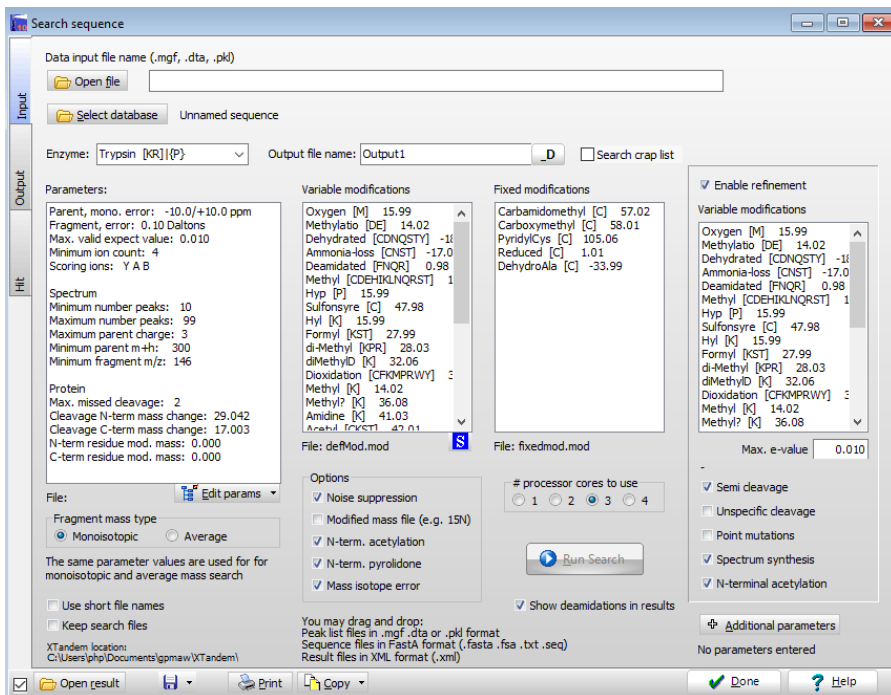 Search sequence
Data input file name (.mgf, .dta, .pkl)
Open file
Select database Unnamed sequence
Enzyme: Trypsin [KR]|{P} Output file name: Output1 _D Search crap list
Input
Output
Hit
Parameters:
Parent, mono. error: -10.0/+10.0 ppm
Fragment, error: 0.10 Daltons
Max. valid expect value: 0.010
Minimum ion count: 4
Scoring ions: Y A B
Spectrum
Minimum number peaks: 10
Maximum number peaks: 99
Maximum parent charge: 3
Minimum parent m+h: 300
Minimum fragment m/z: 146
Protein
Max. missed cleavage: 2
Cleavage N-term mass change: 29.042
Cleavage C-term mass change: 17.003
N-term residue mod. mass: 0.000
C-term residue mod. mass: 0.000
File:
Edit params
Fragment mass type
Monoisotopic Average
The same parameter values are used for for
monoisotopic and average mass search
Use short file names
Keep search files
XTandem location:
C:\Users\php\Documents\gpmaw\XTandem\
Variable modifications
Oxygen [M] 15.99
Methylatio [DE] 14.02
Dehydrated [CDNQSTY] -18
Ammonia-loss [CNST] -17.0
Deamidated [FNQR] 0.98
Methyl [CDEHIKLNQRST] 1
Hyp [P] 15.99
Sulfonsyre [C] 47.98
Hyl [K] 15.99
Formyl [KST] 27.99
di-Methyl [KPR] 28.03
diMethylD [K] 32.06
Dioxidation [CFKMPRWY] 3
Methyl [K] 14.02
Methyl? [K] 36.08
Amidine [K] 41.03
Acetyl [CKST] 42.01
File: defMod.mod
S
Options
Noise suppression
Modified mass file (e.g. 15N)
N-term. acetylation
N-term. pyrolidone
Mass isotope error
You may drag and drop:
Peak list files in .mgf .dta or .pkl format
Sequence files in FastA format (.fasta .fsa .txt .seq)
Result files in XML format (.xml)
Fixed modifications
Carbamidomethyl [C] 57.02
Carboxymethyl [C] 58.01
PyridylCys [C] 105.06
Reduced [C] 1.01
DehydroAla [C] -33.99
File: fixedmod.mod
# processor cores to use
1 2 3 4
Run Search
Show deamidations in results
Enable refinement
Variable modifications
Oxygen [M] 15.99
Methylatio [DE] 14.02
Dehydrated [CDNQSTY] -18
Ammonia-loss [CNST] -17.0
Deamidated [FNQR] 0.98
Methyl [CDEHIKLNQRST] 1
Hyp [P] 15.99
Sulfonsyre [C] 47.98
Hyl [K] 15.99
Formyl [KST] 27.99
di-Methyl [KPR] 28.03
diMethylD [K] 32.06
Dioxidation [CFKMPRWY] 3
Methyl [K] 14.02
Methyl? [K] 36.08
Max. e-value 0.010
-
Semi cleavage
Unspecific cleavage
Point mutations
Spectrum synthesis
N-terminal acetylation
Additional parameters
No parameters entered
Open result Print Copy Done Help